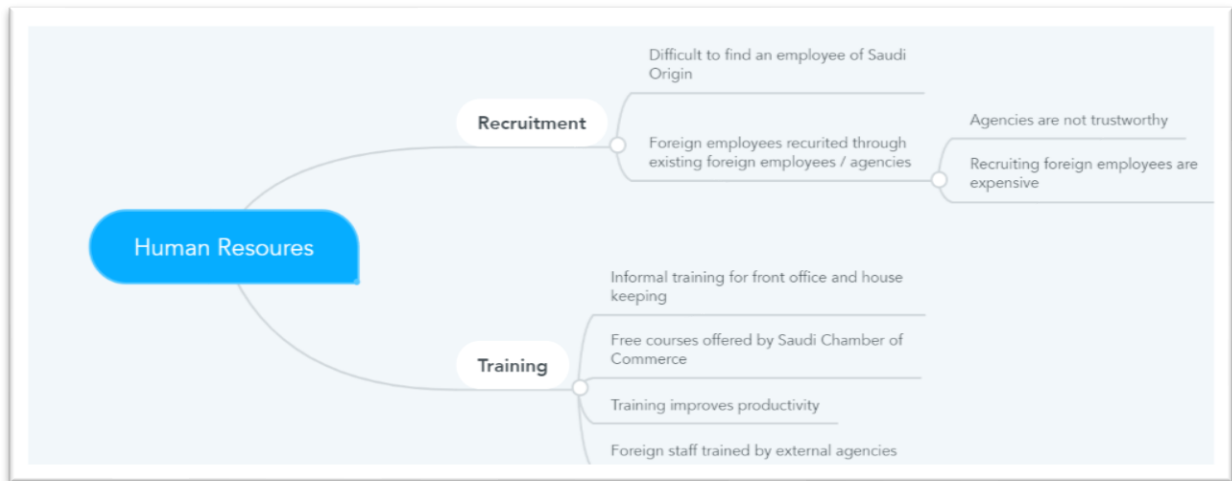 Human Resoures
Recruitment
Difficult to find an employee of Saudi
Origin
Foreign employees recurited through
existing foreign employees / agencies
Agencies are not trustworthy
Recruiting foreign employees are
expensive
Training
Informal training for front office and house
keeping
Free courses offered by Saudi Chamber of
Commerce
Training improves productivity
Foreign staff trained by external agencies